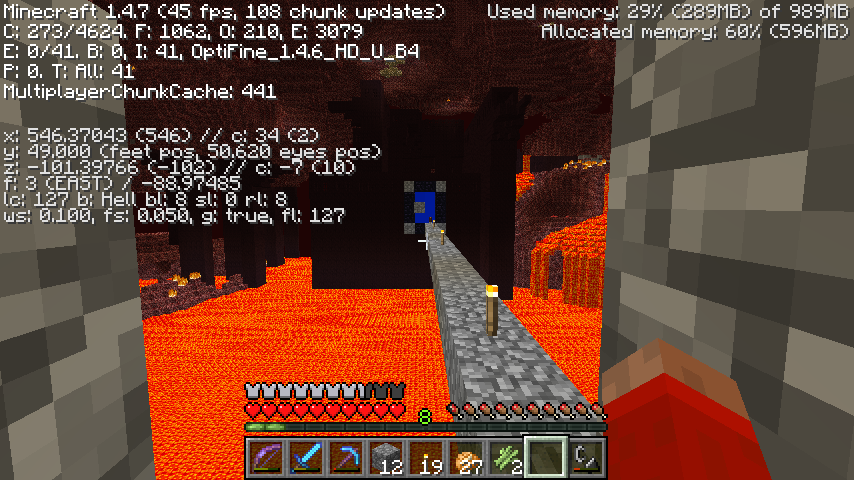 Minecraft 1.4.7 (45 fps, 108 chunk updates)
C: 273/4624, F: 1062, O: 210, E: 3079
E: 0/41, B: 0, I: 41, OptiFine_1.4.6_HD_U_B4
P: 0, T: All: 41
MultiplayerChunkCache: 441
Used memory: 29% (289MB) of 989MB
Allocated memory: 60% (596MB)
x: 546.37043 (546) // c: 34 (2)
y: 49.000 (feet pos, 50.620 eyes pos)
z: -101.39766 (-102) // c: -7 (10)
f: 3 (EAST) / -88.97485
lc: 127 b: Hell bl: 8 sl: 0 rl: 8
ws: 0.100, fs: 0.050, g: true, fl: 127
8
12 19 27 2